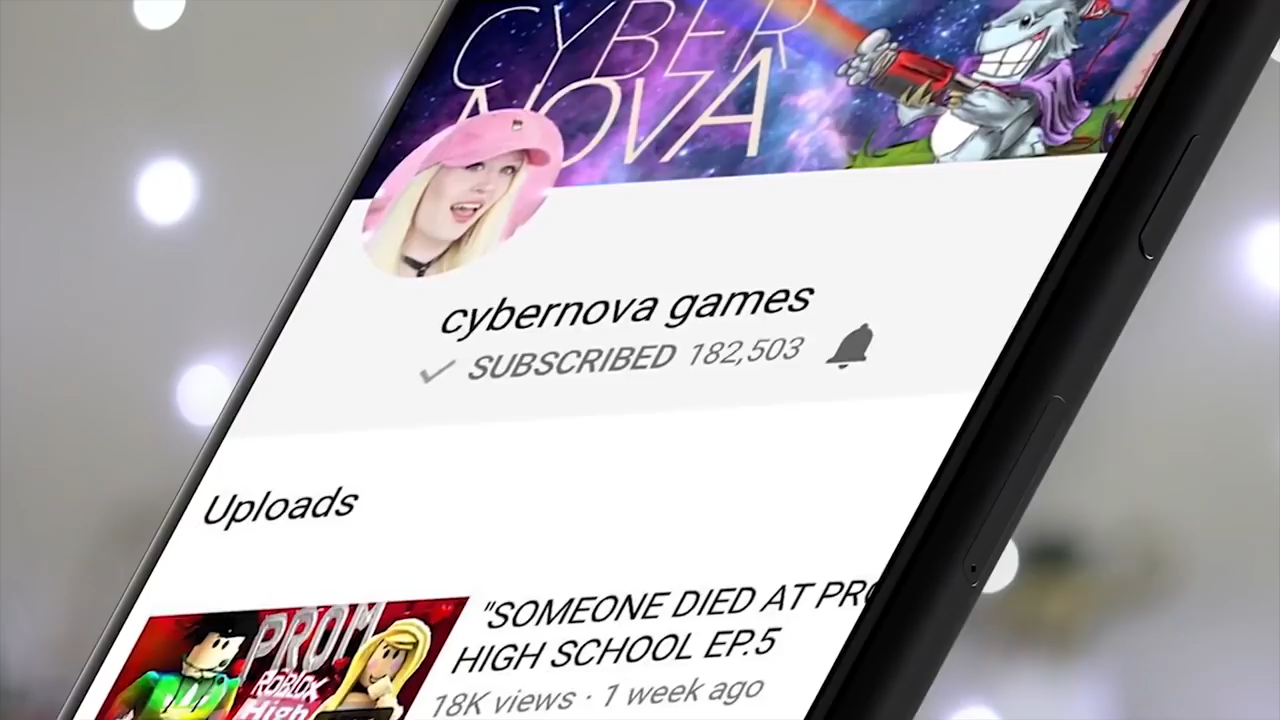 CYBER
NOVA
cybernova games
SUBSCRIBED 182,503
Uploads
"SOMEONE DIED AT PRO
HIGH SCHOOL EP.5
18K views · 1 week ago
PROM
ROBLOX
High